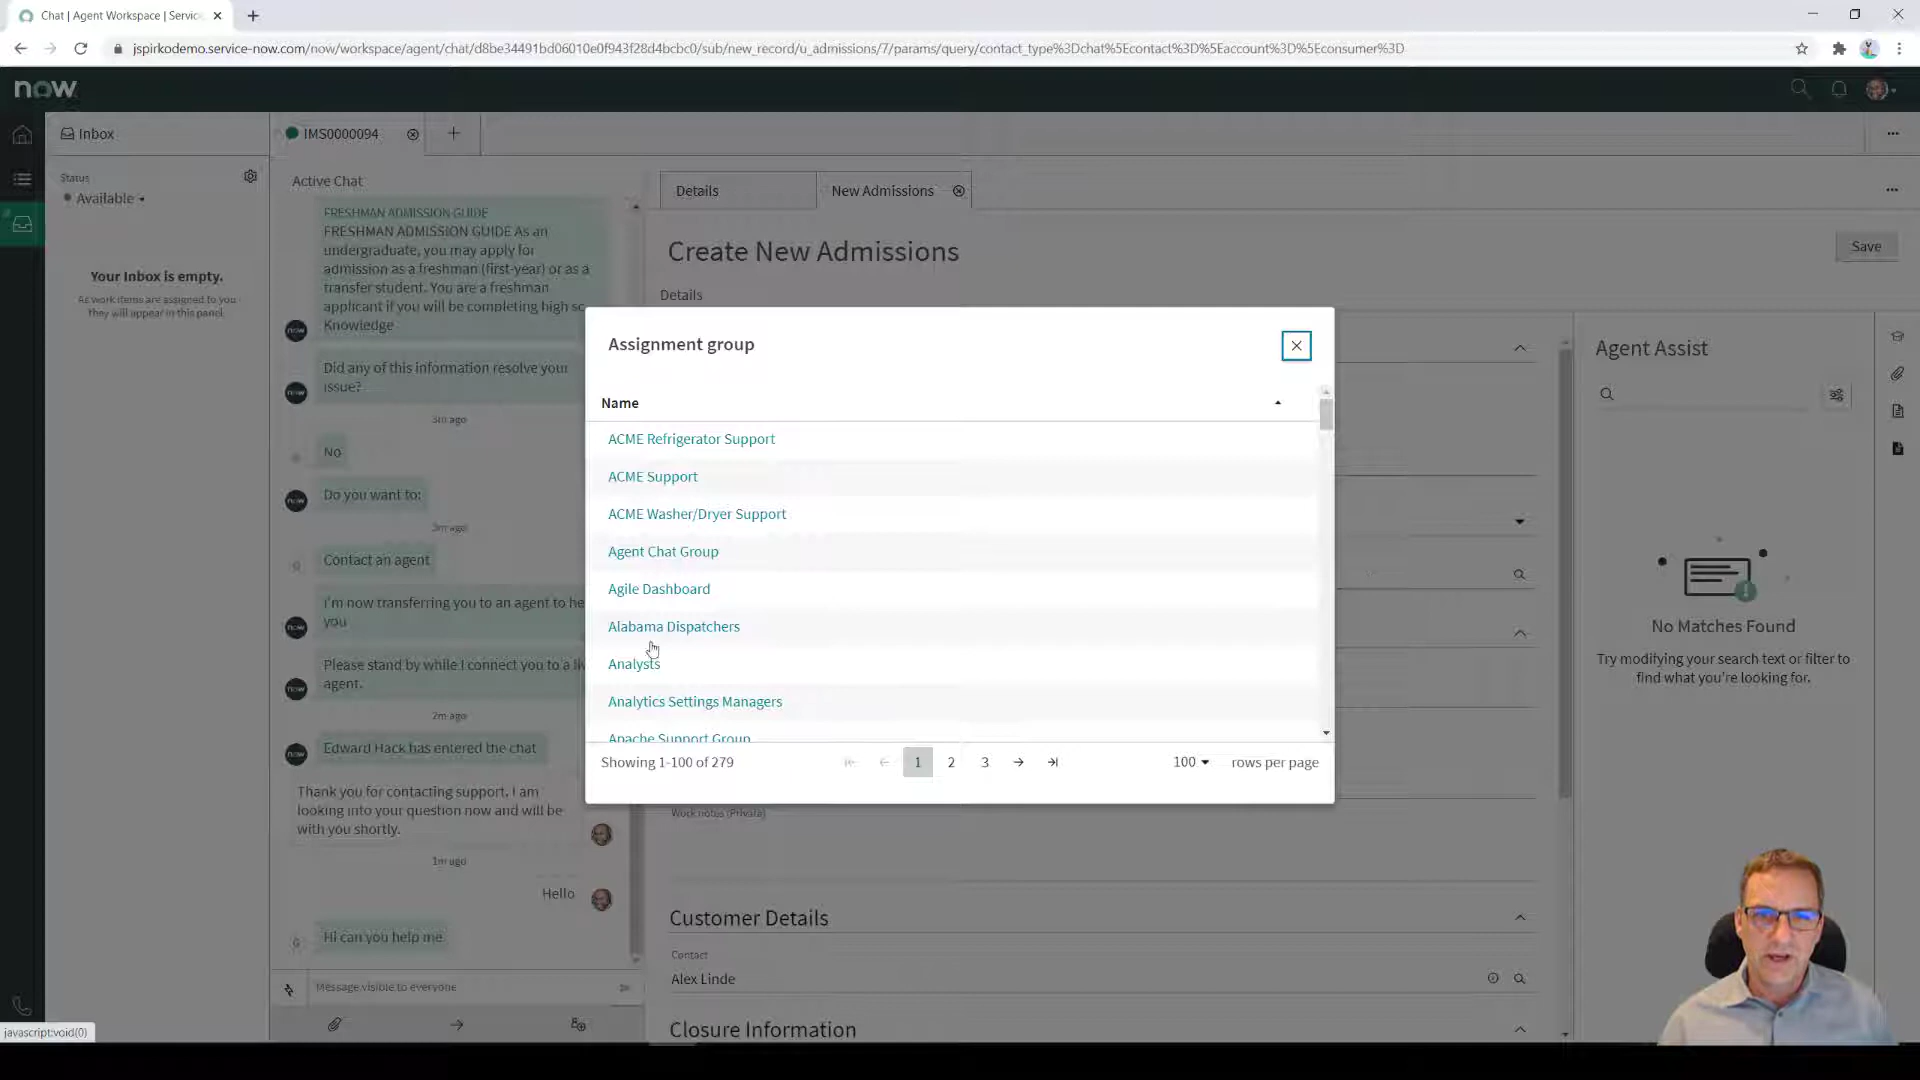 Chat | Agent Workspace | Servic
jspirkodemo.service-now.com/now/workspace/agent/chat/d8be34491bd06010e0f943f28d4bcbc0/sub/new_record/u_admissions/7/params/query/contact_type%3Dchat%5Econtact%3D%5Eaccount%3D%5Econsumer%3D
now
Inbox
IMS0000094
Status
Available
Your Inbox is empty.
As work items are assigned to you
they will appear in this panel.
Active Chat
FRESHMAN ADMISSION GUIDE
FRESHMAN ADMISSION GUIDE As an
undergraduate, you may apply for
admission as a freshman (first-year) or as a
transfer student. You are a freshman
applicant if you will be completing high sc
Knowledge
Did any of this information resolve your
issue?
3m ago
No
Do you want to:
3m ago
Contact an agent
I'm now transferring you to an agent to he
you
Please stand by while I connect you to a li
agent.
2m ago
Edward Hack has entered the chat
Thank you for contacting support. I am
looking into your question now and will be
with you shortly.
1m ago
Hello
Hi can you help me
Message visible to everyone
Details
New Admissions
Create New Admissions
Save
Details
Assignment group
Name
ACME Refrigerator Support
ACME Support
ACME Washer/Dryer Support
Agent Chat Group
Agile Dashboard
Alabama Dispatchers
Analysts
Analytics Settings Managers
Apache Support Group
Showing 1-100 of 279
1
2
3
100
rows per page
Work notes (Private)
Customer Details
Contact
Alex Linde
Closure Information
Agent Assist
No Matches Found
Try modifying your search text or filter to
find what you're looking for.
javascript:void(0)